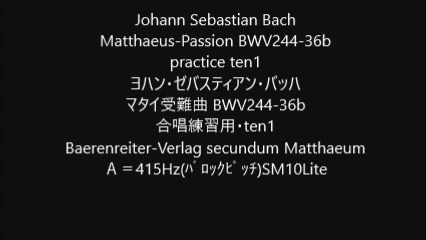 Johann Sebastian Bach
Matthaeus-Passion BWV244-36b
practice ten1
ﾖハン･ゼバスティアン･バッハ
マタイ受難曲 BWV244-36b
合唱練習用･ten1
Baerenreiter-Verlag secundum Matthaeum
A＝415Hz(ﾊﾞﾛｯｸﾋﾟｯﾁ)SM10Lite